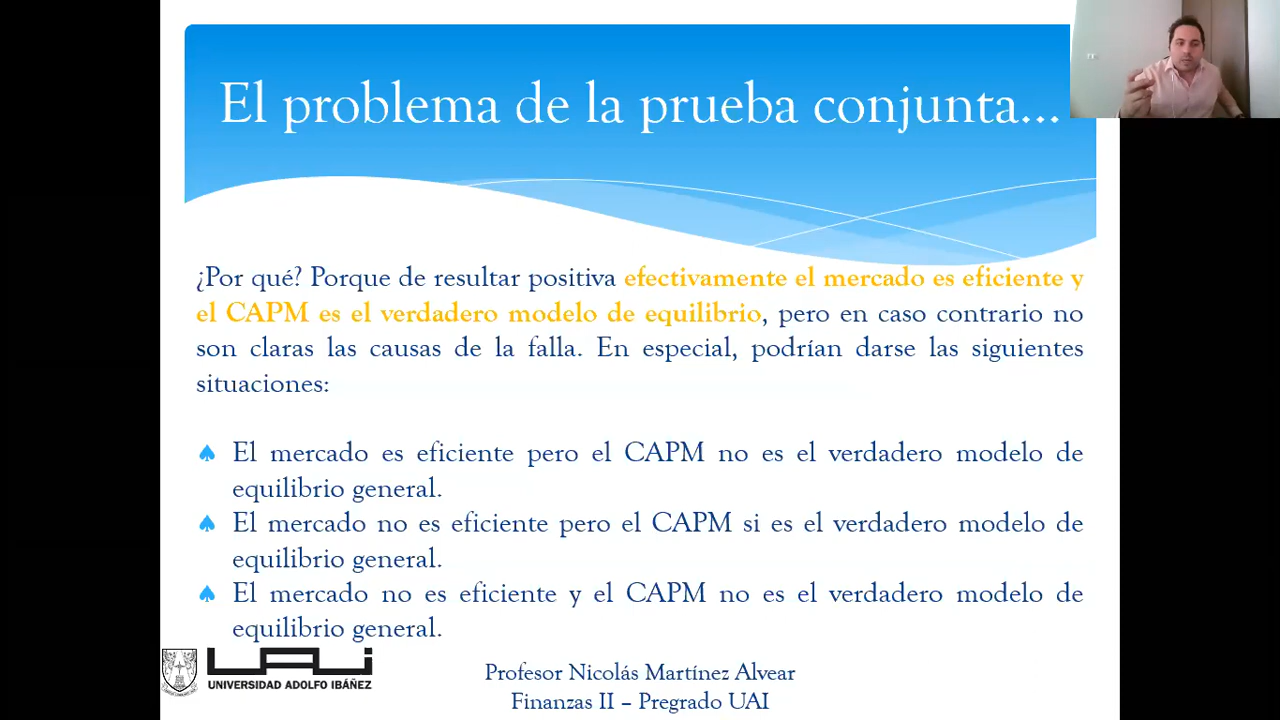 El problema de la prueba conjunta...
¿Por qué? Porque de resultar positiva efectivamente el mercado es eficiente y
el CAPM es el verdadero modelo de equilibrio, pero en caso contrario no
son claras las causas de la falla. En especial, podrían darse las siguientes
situaciones:
El mercado es eficiente pero el CAPM no es el verdadero modelo de
equilibrio general.
El mercado no es eficiente pero el CAPM si es el verdadero modelo de
equilibrio general.
El mercado no es eficiente y el CAPM no es el verdadero modelo de
equilibrio general.
UAI
UNIVERSIDAD ADOLFO IBÁÑEZ
Profesor Nicolás Martínez Alvear
Finanzas II – Pregrado UAI